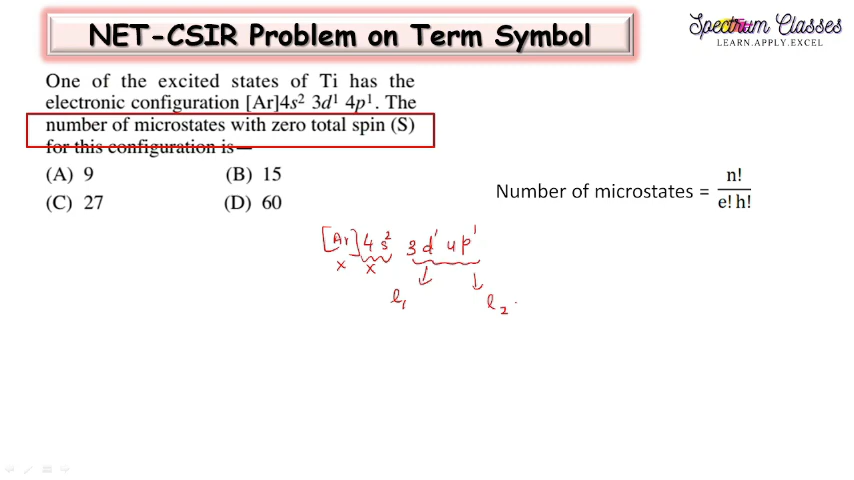 NET-CSIR Problem on Term Symbol
Spectrum Classes
LEARN.APPLY.EXCEL
One of the excited states of Ti has the
electronic configuration [Ar]4s² 3d¹ 4p¹. The
number of microstates with zero total spin (S)
for this configuration is—
(A) 9 (B) 15
(C) 27 (D) 60
Number of microstates = n!/e! h!
[Ar] 4s² 3d¹ 4p¹
x x
l₁ l₂